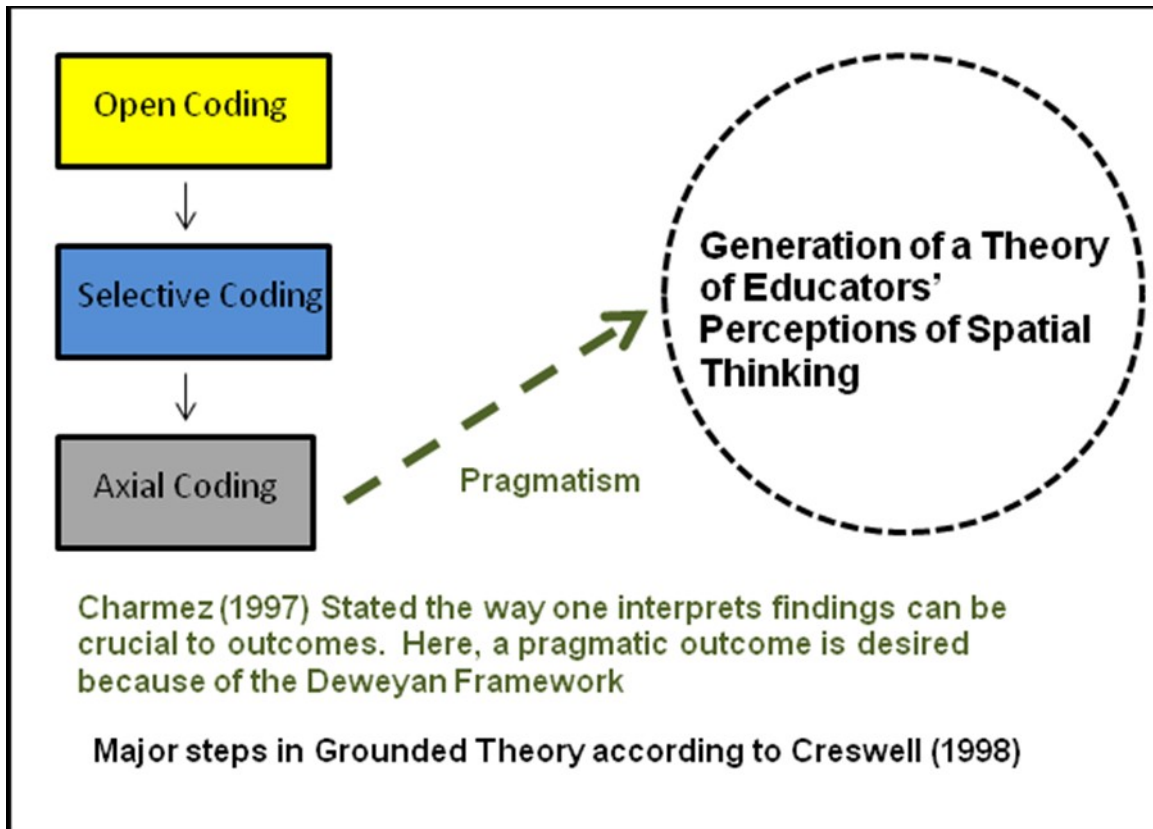 Open Coding
Selective Coding
Axial Coding
Generation of a Theory
of Educators’
Perceptions of Spatial
Thinking
Pragmatism
Charmez (1997) Stated the way one interprets findings can be
crucial to outcomes. Here, a pragmatic outcome is desired
because of the Deweyan Framework
Major steps in Grounded Theory according to Creswell (1998)